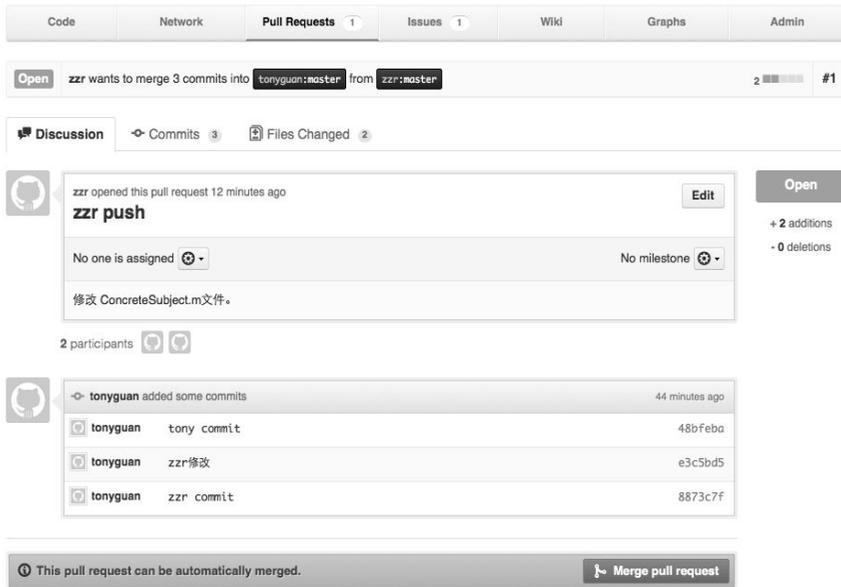 Code Network Pull Requests 1 Issues 1 Wiki Graphs Admin
Open zzr wants to merge 3 commits into tonyguan:master from zzr:master 2 #1
Discussion Commits 3 Files Changed 2
zzr opened this pull request 12 minutes ago
zzr push
Edit
Open
+ 2 additions
- 0 deletions
No one is assigned No milestone
修改 ConcreteSubject.m文件。
2 participants
tonyguan added some commits 44 minutes ago
tonyguan tony commit 48bfeba
tonyguan zzr修改 e3c5bd5
tonyguan zzr commit 8873c7f
This pull request can be automatically merged. Merge pull request